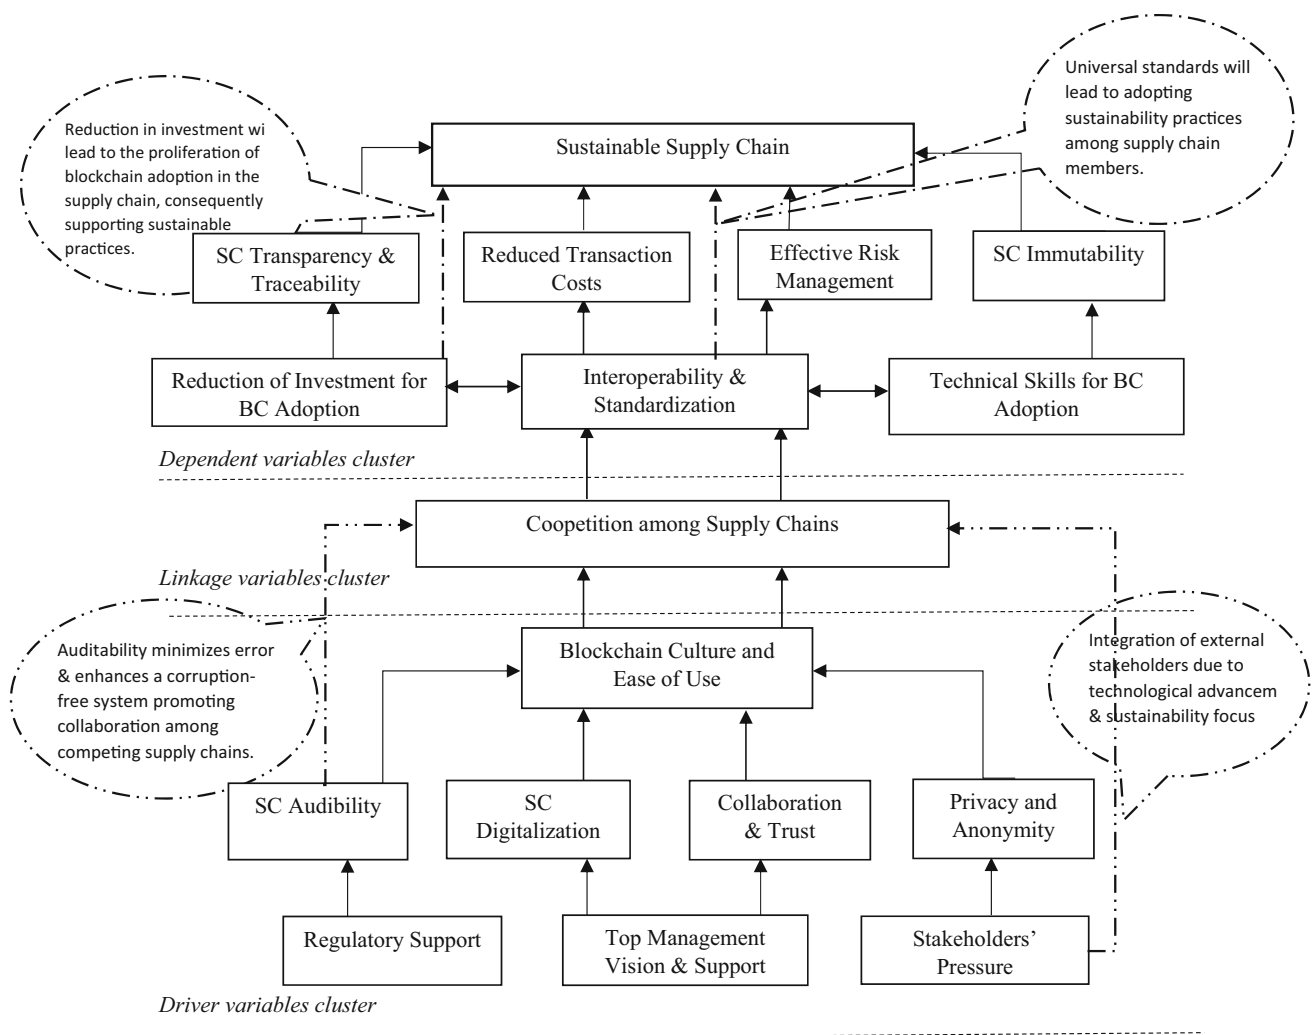 Universal standards will
lead to adopting
sustainability practices
among supply chain
members.
Reduction in investment wi
lead to the proliferation of
blockchain adoption in the
supply chain, consequently
supporting sustainable
practices.
Sustainable Supply Chain
SC Transparency &
Traceability
Reduced Transaction
Costs
Effective Risk
Management
SC Immutability
Reduction of Investment for
BC Adoption
Interoperability &
Standardization
Technical Skills for BC
Adoption
Dependent variables cluster
Coopetition among Supply Chains
Linkage variables cluster
Auditability minimizes error
& enhances a corruption-
free system promoting
collaboration among
competing supply chains.
Blockchain Culture and
Ease of Use
Integration of external
stakeholders due to
technological advancem
& sustainability focus
SC Audibility
SC
Digitalization
Collaboration
& Trust
Privacy and
Anonymity
Regulatory Support
Top Management
Vision & Support
Stakeholders’
Pressure
Driver variables cluster